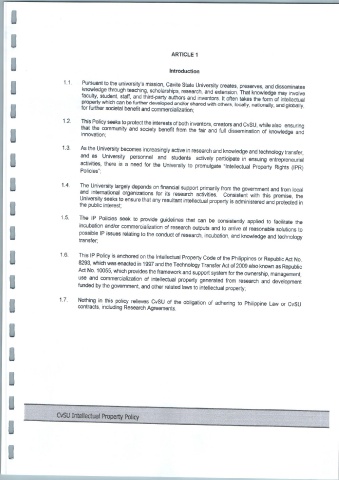 ARTICLE 1
Introduction
1.1. Pursuant to the university's mission, Cavite State University creates, preserves, and disseminates
knowledge through teaching, scholarships, research, and extension. That knowledge may involve
faculty, student, staff, and third-party authors and inventors. It often takes the form of intellectual
property which can be further developed and/or shared with others, locally, nationally, and globally,
for further societal benefit and commercialization;
1.2. This Policy seeks to protect the interests of both inventors, creators and CvSU, while also ensuring
that the community and society benefit from the fair and full dissemination of knowledge and
innovation;
1.3. As the University becomes increasingly active in research and knowledge and technology transfer,
and as University personnel and students actively participate in ensuring entrepreneurial
activities, there is a need for the University to promulgate "Intellectual Property Rights (IPR)
Policies";
1.4. The University largely depends on financial support primarily from the government and from local
and international organizations for its research activities. Consistent with this premise, the
University seeks to ensure that any resultant intellectual property is administered and protected in
the public interest;
1.5. The IP Policies seek to provide guidelines that can be consistently applied to facilitate the
incubation and/or commercialization of research outputs and to arrive at reasonable solutions to
possible IP issues relating to the conduct of research, incubation, and knowledge and technology
transfer;
1.6. This IP Policy is anchored on the Intellectual Property Code of the Philippines or Republic Act No.
8293, which was enacted in 1997 and the Technology Transfer Act of 2009 also known as Republic
Act No. 10055, which provides the framework and support system for the ownership, management,
use and commercialization of intellectual property generated from research and development
funded by the government, and other related laws to intellectual property;
1.7. Nothing in this policy relieves CvSU of the obligation of adhering to Philippine Law or CvSU
contracts, including Research Agreements.
CvSU Intellectual Property Policy